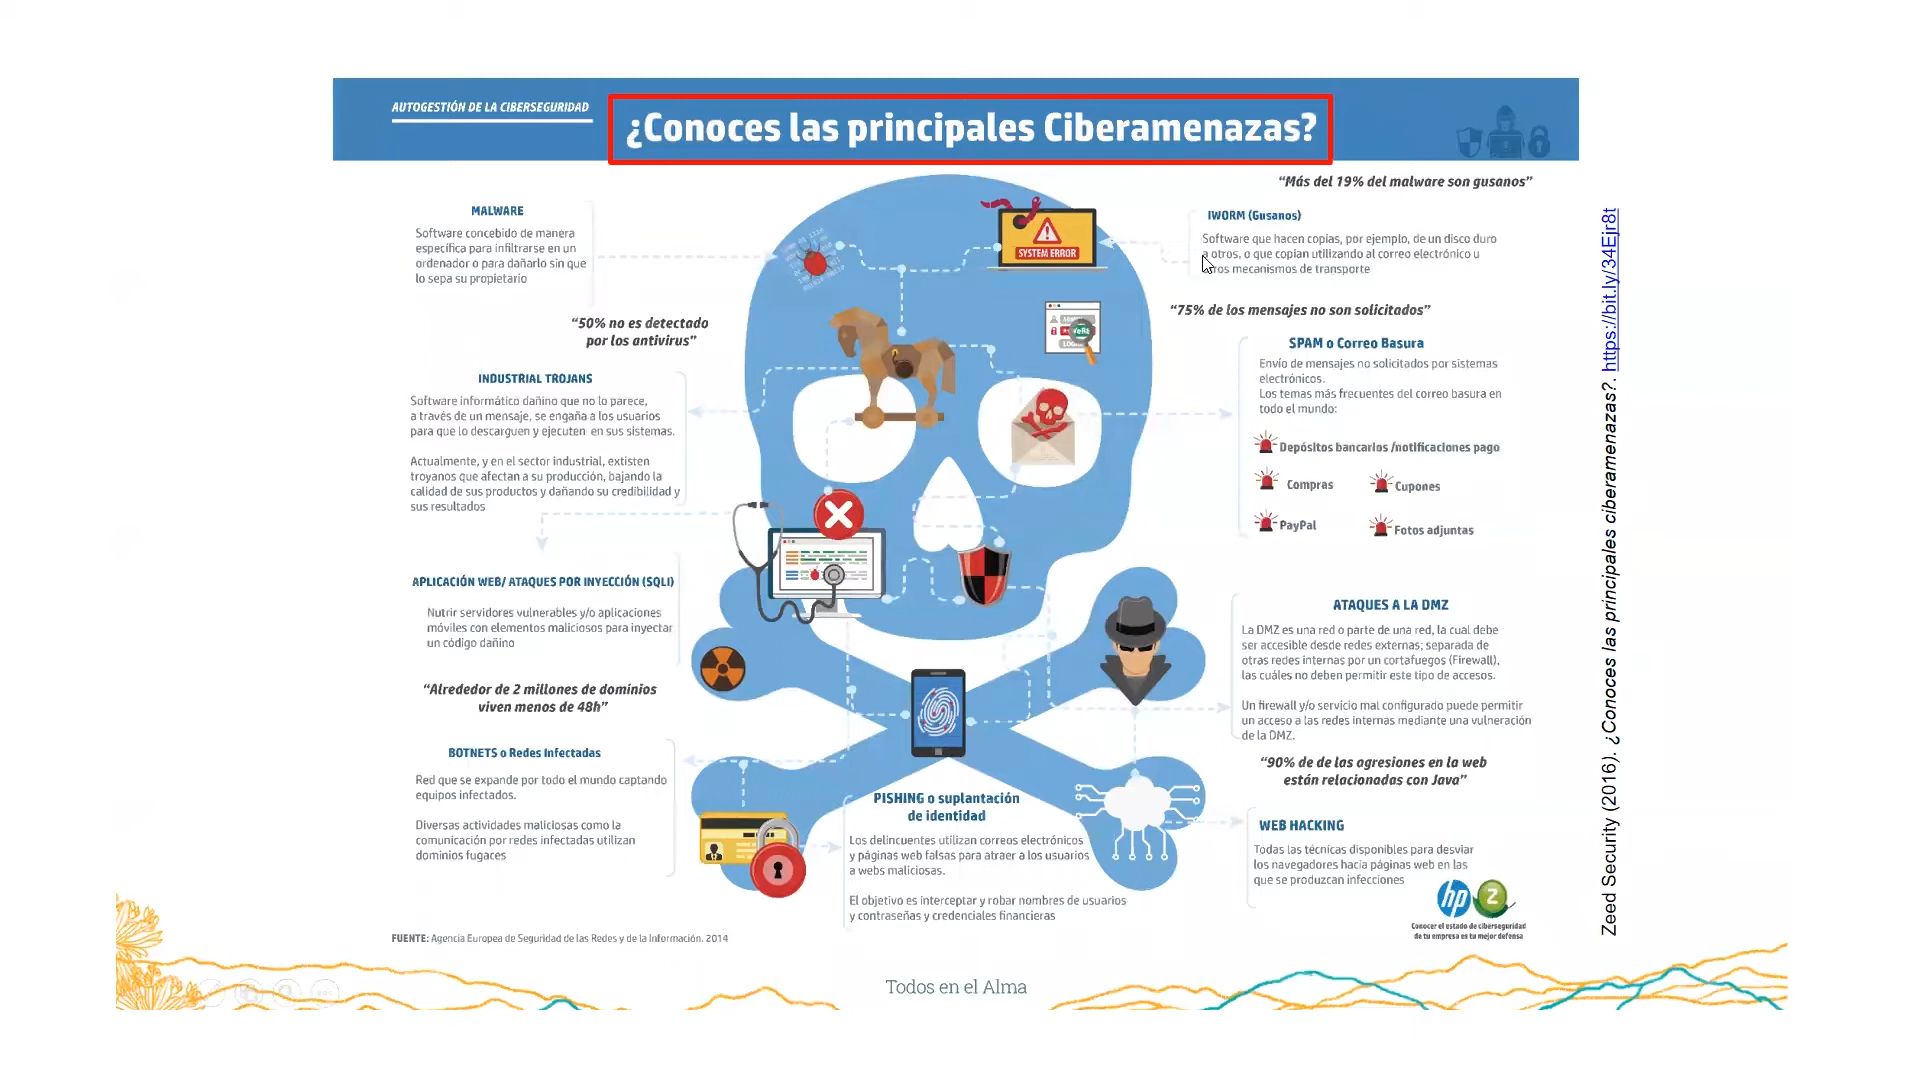 AUTOGESTIÓN DE LA CIBERSEGURIDAD
¿Conoces las principales Ciberamenazas?
MALWARE
Software concebido de manera
específica para infiltrarse en un
ordenador o para dañarlo sin que
lo sepa su propietario
“50% no es detectado
por los antivirus”
INDUSTRIAL TROJANS
Software informático dañino que no lo parece,
a través de un mensaje, se engaña a los usuarios
para que lo descarguen y ejecuten en sus sistemas.
Actualmente, y en el sector industrial, extisten
troyanos que afectan a su producción, bajando la
calidad de sus productos y dañando su credibilidad y
sus resultados
APLICACIÓN WEB/ ATAQUES POR INYECCIÓN (SQLI)
Nutrir servidores vulnerables y/o aplicaciones
móviles con elementos maliciosos para inyectar
un código dañino
“Alrededor de 2 millones de dominios
viven menos de 48h”
BOTNETS o Redes Infectadas
Red que se expande por todo el mundo captando
equipos infectados.
Diversas actividades maliciosas como la
comunicación por redes infectadas utilizan
dominios fugaces
SYSTEM ERROR
PISHING o suplantación
de identidad
Los delincuentes utilizan correos electrónicos
y páginas web falsas para atraer a los usuarios
a webs maliciosas.
El objetivo es interceptar y robar nombres de usuarios
y contraseñas y credenciales financieras
“Más del 19% del malware son gusanos”
IWORM (Gusanos)
Software que hacen copias, por ejemplo, de un disco duro
a otros, o que copian utilizando al correo electrónico u
otros mecanismos de transporte
“75% de los mensajes no son solicitados”
SPAM o Correo Basura
Envío de mensajes no solicitados por sistemas
electrónicos.
Los temas más frecuentes del correo basura en
todo el mundo:
Depósitos bancarios /notificaciones pago
Compras
Cupones
PayPal
Fotos adjuntas
ATAQUES A LA DMZ
La DMZ es una red o parte de una red, la cual debe
ser accesible desde redes externas; separada de
otras redes internas por un cortafuegos (Firewall),
las cuáles no deben permitir este tipo de accesos.
Un firewall y/o servicio mal configurado puede permitir
un acceso a las redes internas mediante una vulneración
de la DMZ.
“90% de de las agresiones en la web
están relacionadas con Java”
WEB HACKING
Todas las técnicas disponibles para desviar
los navegadores hacia páginas web en las
que se produzcan infecciones
hp Z
Conocer el estado de ciberseguridad
de tu empresa es tu mejor defensa
FUENTE: Agencia Europea de Seguridad de las Redes y de la Información. 2014
Zeed Security (2016). ¿Conoces las principales ciberamenazas?. https://bit.ly/34Ejr8t
Todos en el Alma